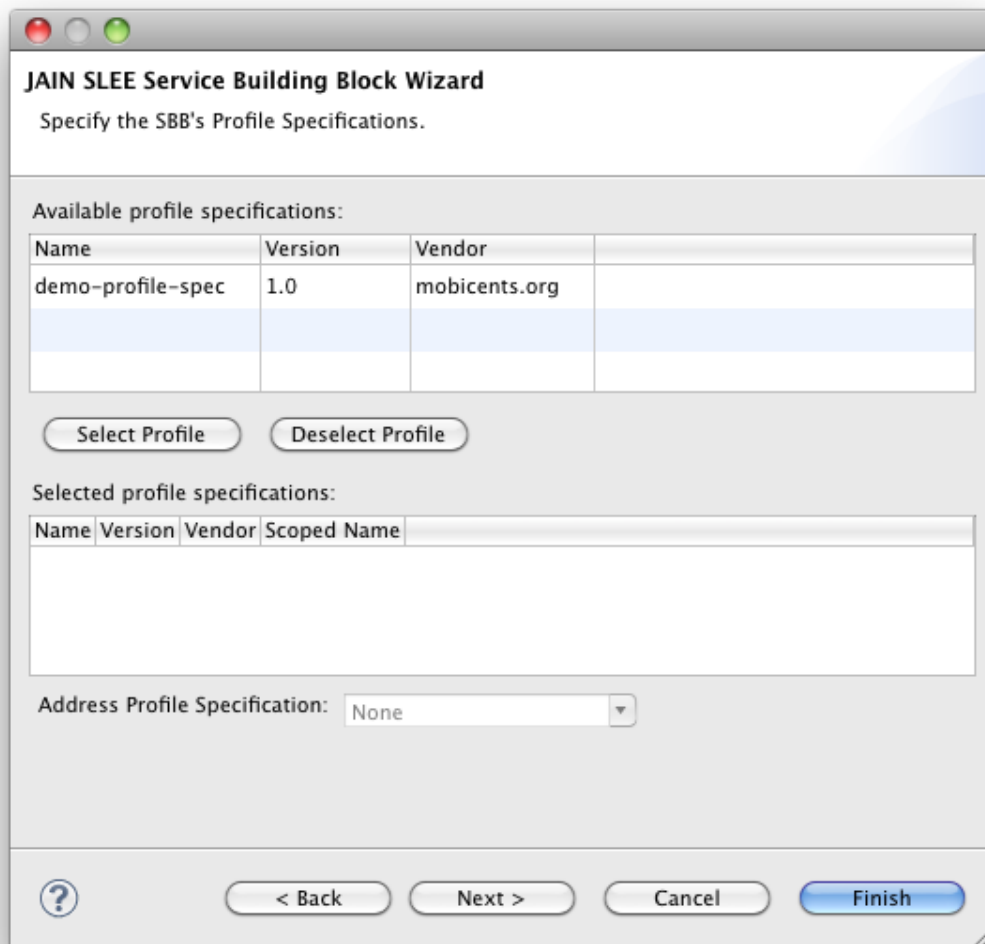 JAIN SLEE Service Building Block Wizard
Specify the SBB's Profile Specifications.
Available profile specifications:
Name Version Vendor
demo-profile-spec 1.0 mobicents.org
Select Profile Deselect Profile
Selected profile specifications:
Name Version Vendor Scoped Name
Address Profile Specification: None
? < Back Next > Cancel Finish